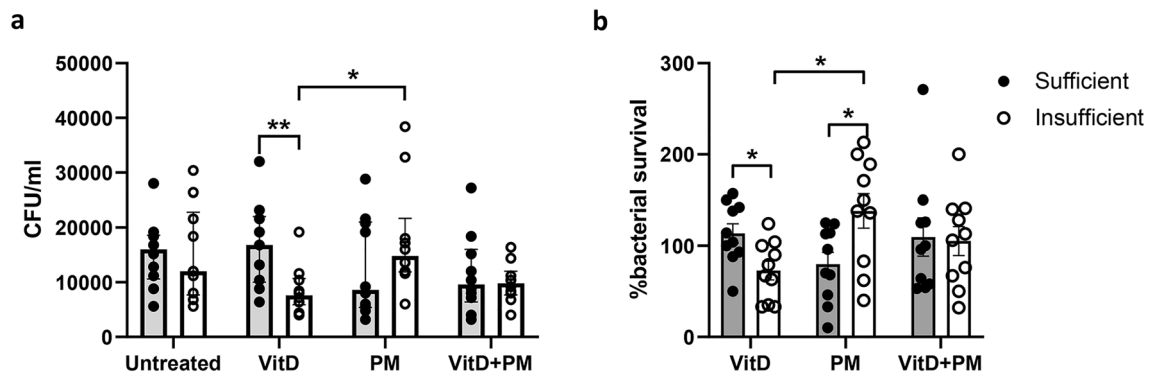 a
CFU/ml
50000
40000
30000
20000
10000
0
*
**
Untreated
VitD
PM
VitD+PM
b
%bacterial survival
300
200
100
0
*
*
*
VitD
PM
VitD+PM
Sufficient
Insufficient